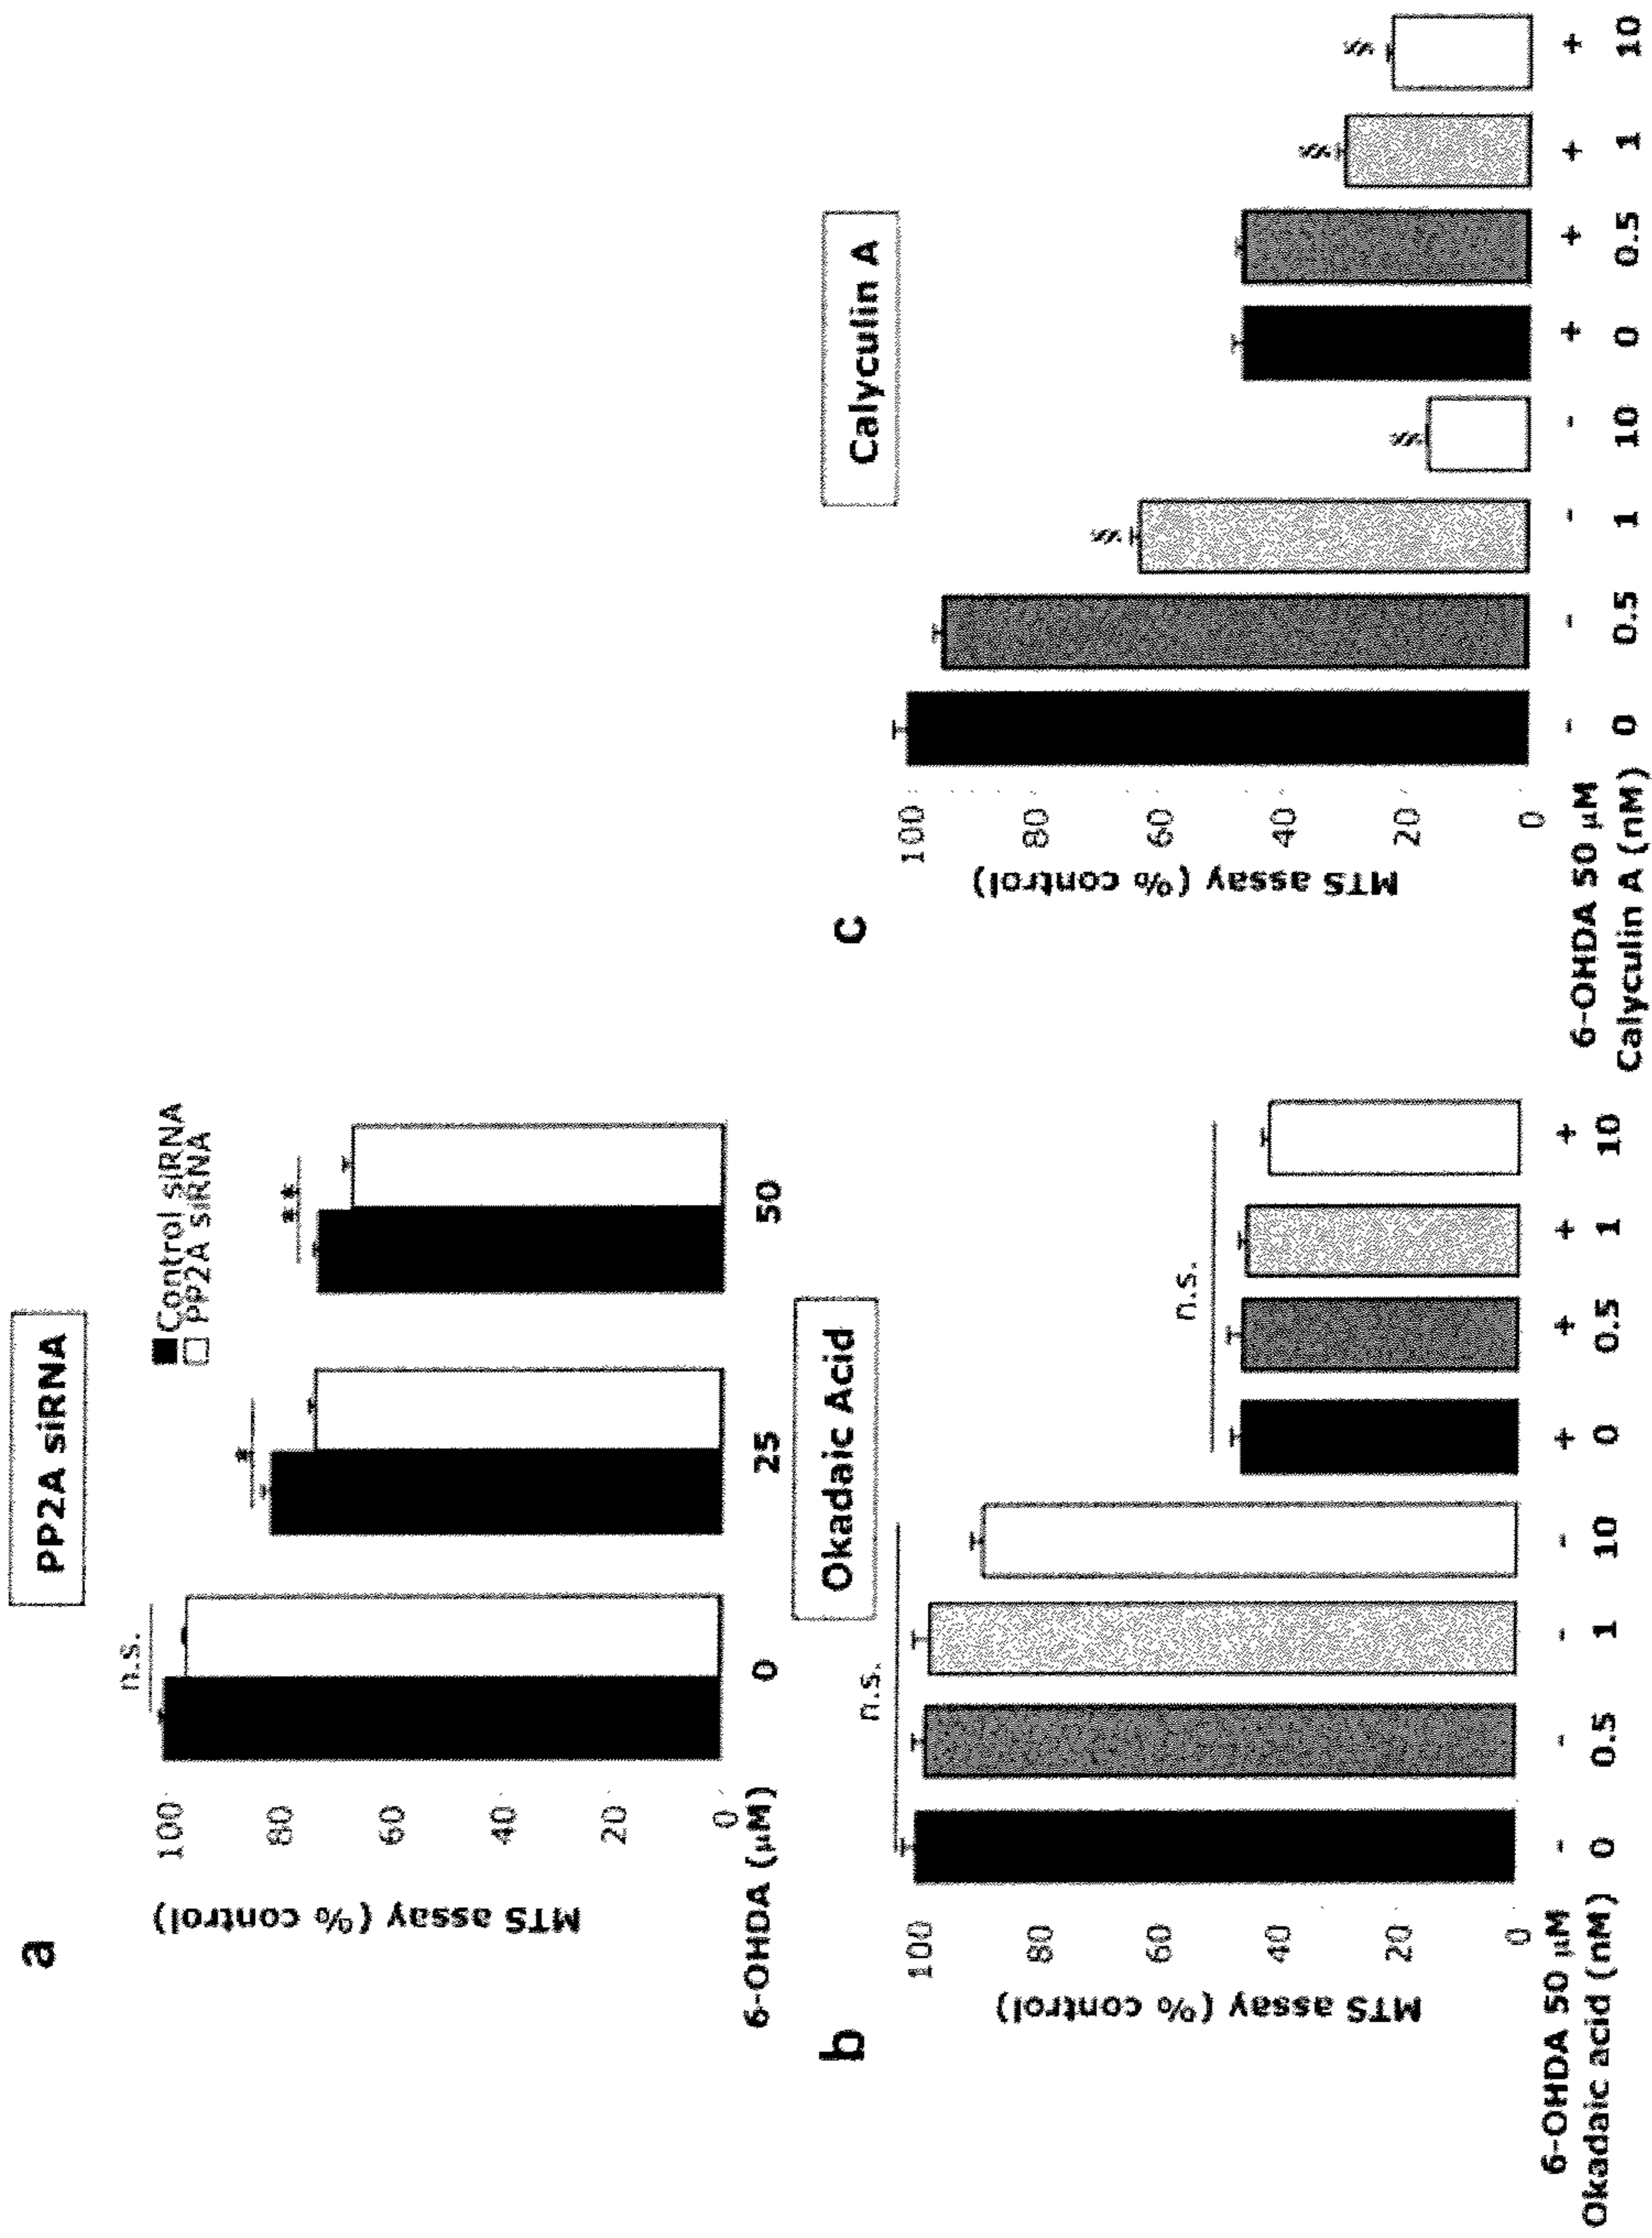 a
PP2A siRNA
Control siRNA
PP2A siRNA
MTS assay (% control)
100
80
60
40
20
0
n.s.
*
**
6-OHDA (µM)
0 25 50
b
Okadaic Acid
MTS assay (% control)
100
80
60
40
20
0
n.s.
n.s.
6-OHDA 50 µM - - - - + + + +
Okadaic acid (nM) 0 0.5 1 10 0 0.5 1 10
c
Calyculin A
MTS assay (% control)
100
80
60
40
20
0
§ § § §
6-OHDA 50 µM - - - - + + + +
Calyculin A (nM) 0 0.5 1 10 0 0.5 1 10